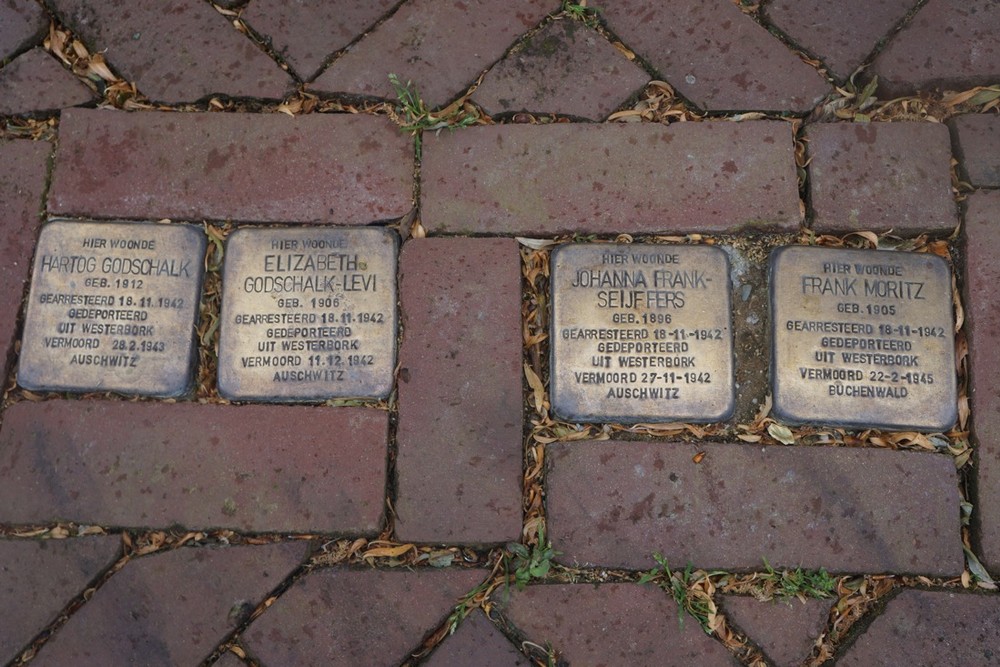 HIER WOONDE
HARTOG GODSCHALK
GEB. 1912
GEARRESTEERD 18.11.1942
GEDEPORTEERD
UIT WESTERBORK
VERMOORD 28.2.1943
AUSCHWITZ
HIER WOONDE
ELIZABETH
GODSCHALK-LEVI
GEB. 1906
GEARRESTEERD 18.11.1942
GEDEPORTEERD
UIT WESTERBORK
VERMOORD 11.12.1942
AUSCHWITZ
HIER WOONDE
JOHANNA FRANK-
SEIJFFERS
GEB. 1896
GEARRESTEERD 18-11-1942
GEDEPORTEERD
UIT WESTERBORK
VERMOORD 27-11-1942
AUSCHWITZ
HIER WOONDE
FRANK MORITZ
GEB. 1905
GEARRESTEERD 18-11-1942
GEDEPORTEERD
UIT WESTERBORK
VERMOORD 22-2-1945
BÜCHENWALD